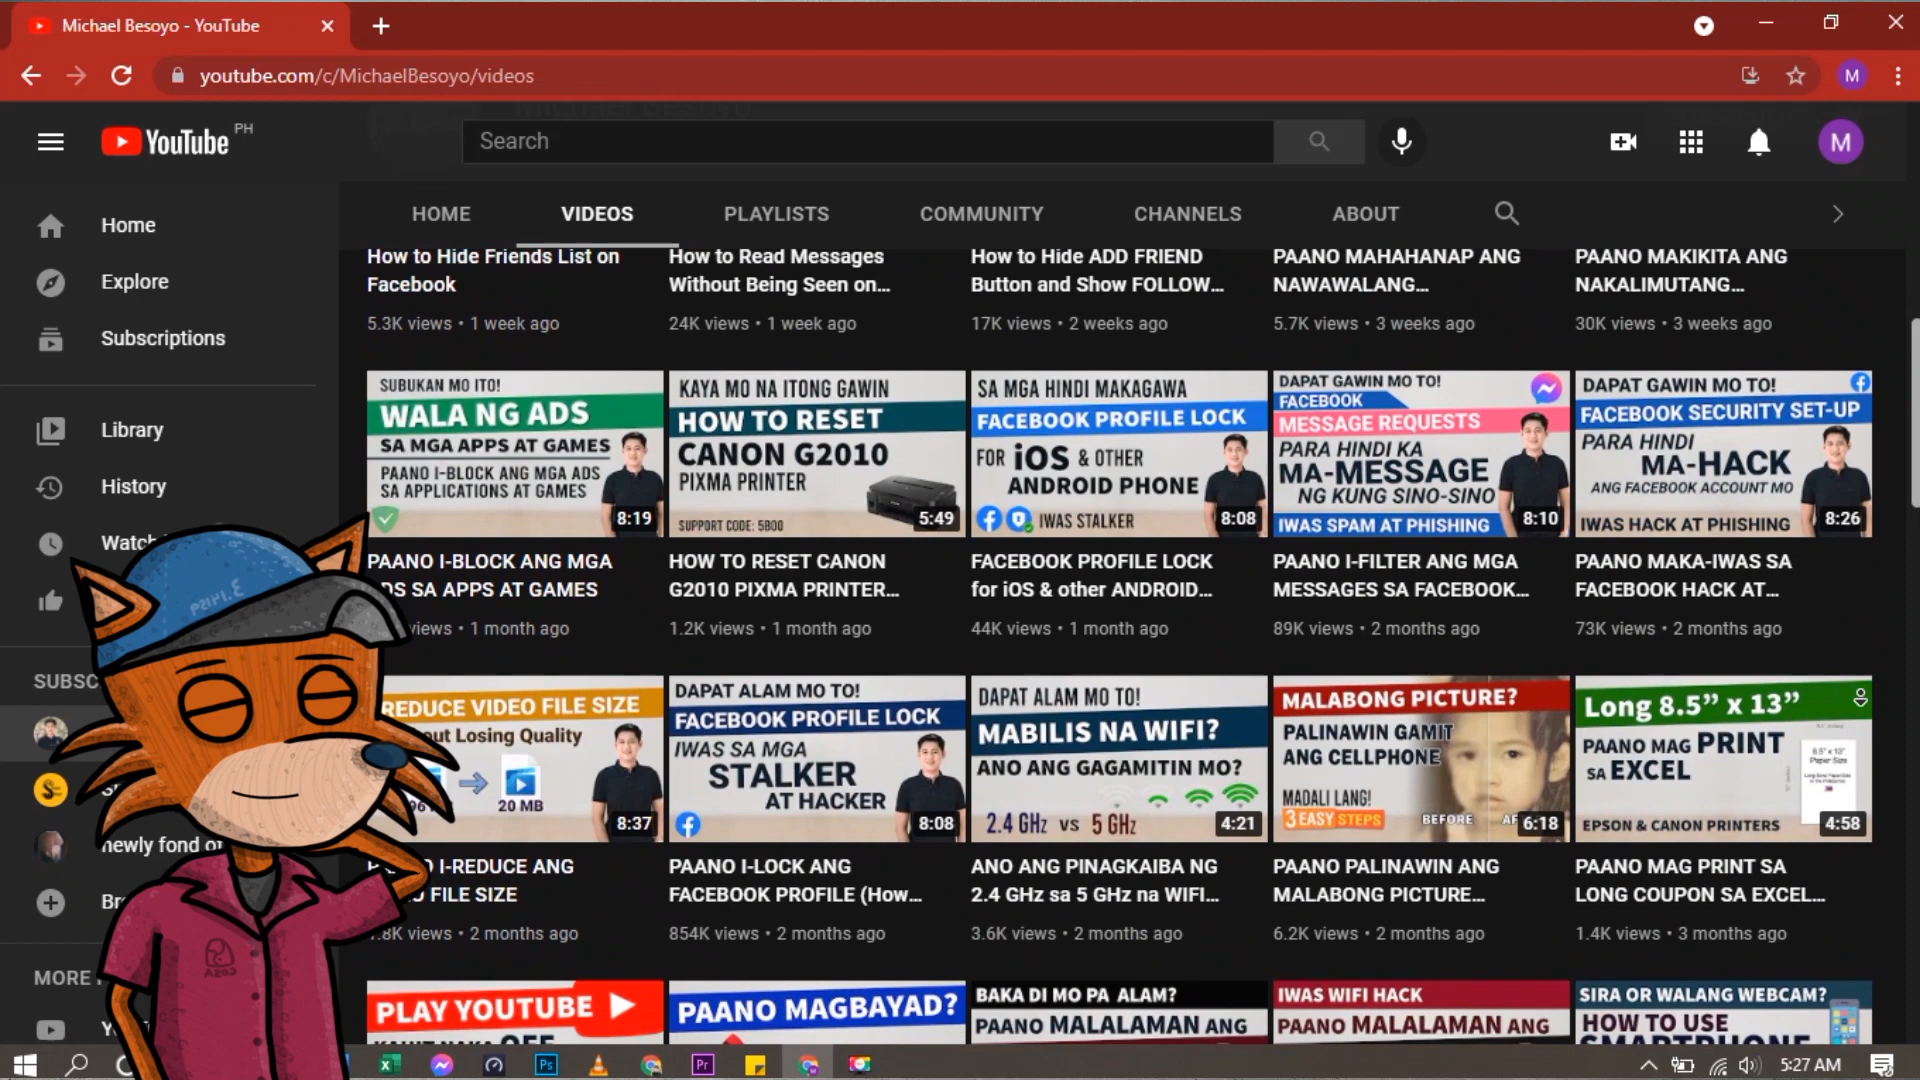 Michael Besoyo - YouTube
youtube.com/c/MichaelBesoyo/videos
M
YouTube PH
Search
M
HOME VIDEOS PLAYLISTS COMMUNITY CHANNELS ABOUT
Home
Explore
Subscriptions
Library
History
How to Hide Friends List on
Facebook
5.3K views • 1 week ago
How to Read Messages
Without Being Seen on...
24K views • 1 week ago
How to Hide ADD FRIEND
Button and Show FOLLOW...
17K views • 2 weeks ago
PAANO MAHAHANAP ANG
NAWAWALANG...
5.7K views • 3 weeks ago
PAANO MAKIKITA ANG
NAKALIMUTANG...
30K views • 3 weeks ago
SUBUKAN MO ITO!
WALA NG ADS
SA MGA APPS AT GAMES
PAANO I-BLOCK ANG MGA ADS
SA APPLICATIONS AT GAMES
8:19
PAANO I-BLOCK ANG MGA
SA APPS AT GAMES
views • 1 month ago
KAYA MO NA ITONG GAWIN
HOW TO RESET
CANON G2010
PIXMA PRINTER
SUPPORT CODE: 5B00
5:49
HOW TO RESET CANON
G2010 PIXMA PRINTER...
1.2K views • 1 month ago
SA MGA HINDI MAKAGAWA
FACEBOOK PROFILE LOCK
FOR iOS & OTHER
ANDROID PHONE
IWAS STALKER
8:08
FACEBOOK PROFILE LOCK
for iOS & other ANDROID...
44K views • 1 month ago
DAPAT GAWIN MO TO!
FACEBOOK
MESSAGE REQUESTS
PARA HINDI KA
MA-MESSAGE
NG KUNG SINO-SINO
IWAS SPAM AT PHISHING
8:10
PAANO I-FILTER ANG MGA
MESSAGES SA FACEBOOK...
89K views • 2 months ago
DAPAT GAWIN MO TO!
FACEBOOK SECURITY SET-UP
PARA HINDI
MA-HACK
ANG FACEBOOK ACCOUNT MO
IWAS HACK AT PHISHING
8:26
PAANO MAKA-IWAS SA
FACEBOOK HACK AT...
73K views • 2 months ago
REDUCE VIDEO FILE SIZE
Losing Quality
20 MB
8:37
I-REDUCE ANG
FILE SIZE
views • 2 months ago
DAPAT ALAM MO TO!
FACEBOOK PROFILE LOCK
IWAS SA MGA
STALKER
AT HACKER
8:08
PAANO I-LOCK ANG
FACEBOOK PROFILE (How...
854K views • 2 months ago
DAPAT ALAM MO TO!
MABILIS NA WIFI?
ANO ANG GAGAMITIN MO?
2.4 GHz vs 5 GHz
4:21
ANO ANG PINAGKAIBA NG
2.4 GHz sa 5 GHz na WIFI...
3.6K views • 2 months ago
MALABONG PICTURE?
PALINAWIN GAMIT
ANG CELLPHONE
MADALI LANG!
3 EASY STEPS
BEFORE
6:18
PAANO PALINAWIN ANG
MALABONG PICTURE...
6.2K views • 2 months ago
Long 8.5” x 13”
PAANO MAG PRINT
SA EXCEL
8.5" x 13"
Paper Size
EPSON & CANON PRINTERS
4:58
PAANO MAG PRINT SA
LONG COUPON SA EXCEL...
1.4K views • 3 months ago
newly fond
PLAY YOUTUBE
PAANO MAGBAYAD?
BAKA DI MO PA ALAM?
PAANO MALALAMAN ANG
IWAS WIFI HACK
PAANO MALALAMAN ANG
SIRA OR WALANG WEBCAM?
HOW TO USE
SMARTPHONE
Ps
Pr
5:27 AM